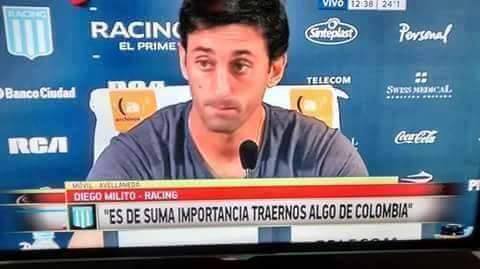 RACING
EL PRIME
VIVO 12:38 24°1
Sinteplast
Personal
Banco Ciudad
TELECOM
SWISS MEDICAL
RCA
Coca-Cola
MÓVIL - AVELLANEDA
DIEGO MILITO - RACING
"ES DE SUMA IMPORTANCIA TRAERNOS ALGO DE COLOMBIA"